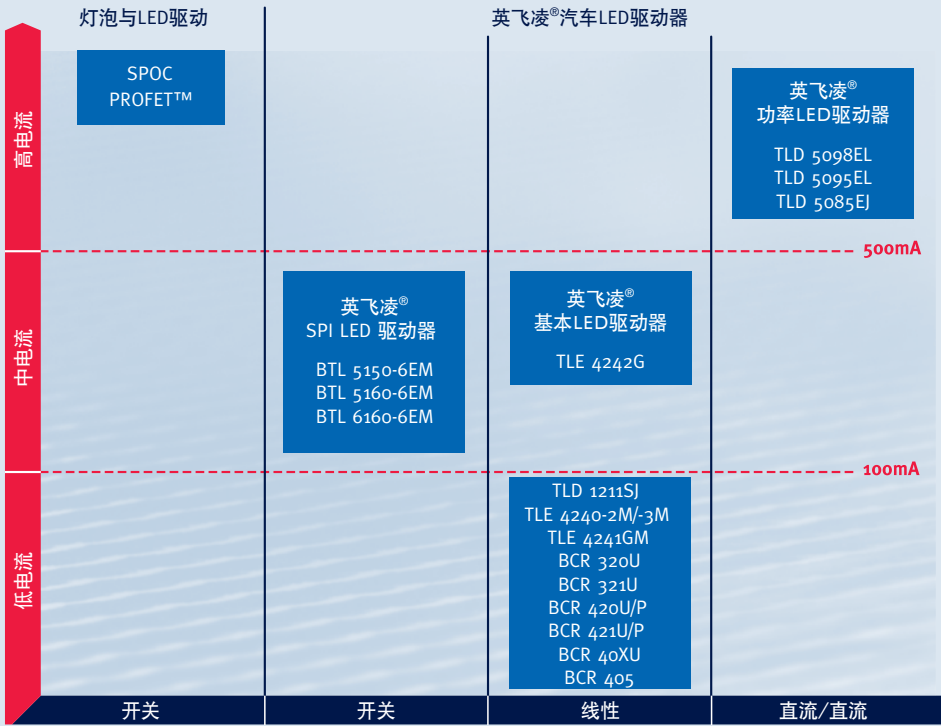 灯泡与LED驱动
英飞凌®汽车LED驱动器
高电流
SPOC
PROFET™
英飞凌®
功率LED驱动器
TLD 5098EL
TLD 5095EL
TLD 5085EJ
500mA
中电流
英飞凌®
SPI LED 驱动器
BTL 5150-6EM
BTL 5160-6EM
BTL 6160-6EM
英飞凌®
基本LED驱动器
TLE 4242G
100mA
低电流
TLD 1211SJ
TLE 4240-2M/-3M
TLE 4241GM
BCR 320U
BCR 321U
BCR 420U/P
BCR 421U/P
BCR 40XU
BCR 405
开关
开关
线性
直流/直流